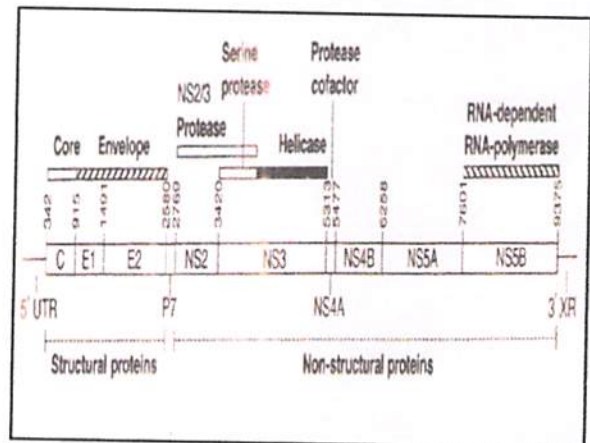 Serine Protease
NS2/3 protease cofactor
Protease RNA-dependent
Core Envelope Helicase RNA-polymerase
342 915 1491 2580 2769 3420 5313 5477 6258 7601 9375
C E1 E2 NS2 NS3 NS4B NS5A NS5B
5' UTR P7 NS4A 3' XR
Structural proteins Non-structural proteins